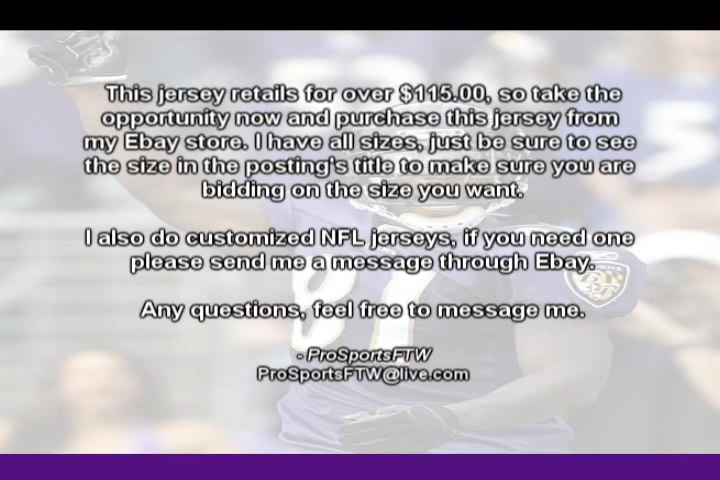 This jersey retails for over $115.00, so take the
opportunity now and purchase this jersey from
my Ebay store. I have all sizes, just be sure to see
the size in the posting's title to make sure you are
bidding on the size you want.
I also do customized NFL jerseys, if you need one
please send me a message through Ebay.
Any questions, feel free to message me.
- ProSportsFTW
ProSportsFTW@live.com
81
5